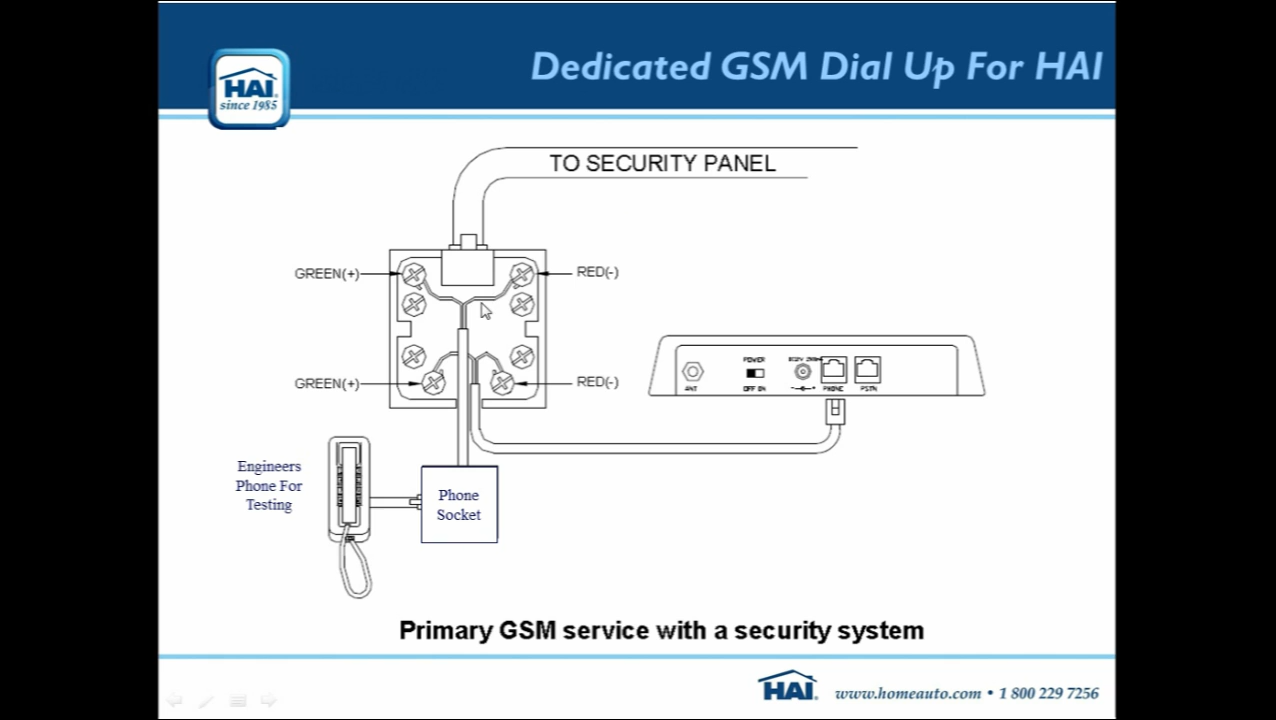 Dedicated GSM Dial Up For HAI
HAI
since 1985
TO SECURITY PANEL
GREEN(+)
RED(-)
GREEN(+)
RED(-)
POWER
ANT
OFF ON
PHONE
PSTN
Engineers
Phone For
Testing
Phone
Socket
Primary GSM service with a security system
HAI
www.homeauto.com • 1 800 229 7256